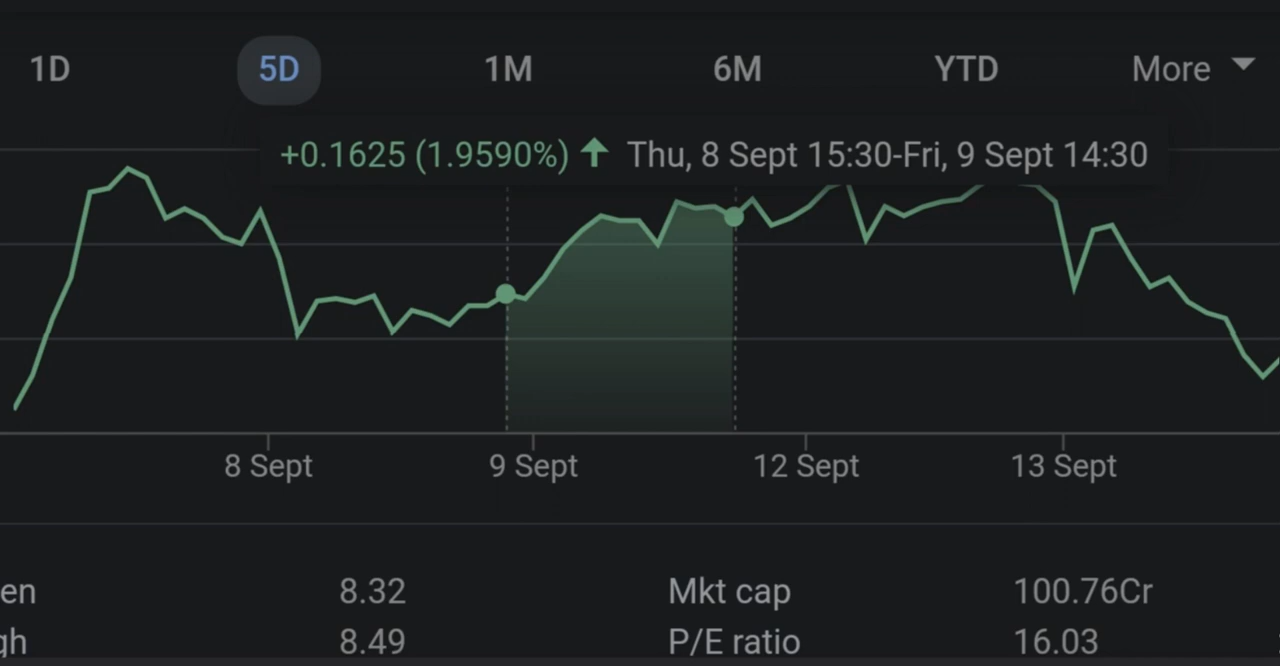 1D 5D 1M 6M YTD More
+0.1625 (1.9590%) Thu, 8 Sept 15:30-Fri, 9 Sept 14:30
8 Sept 9 Sept 12 Sept 13 Sept
en 8.32 Mkt cap 100.76Cr
gh 8.49 P/E ratio 16.03